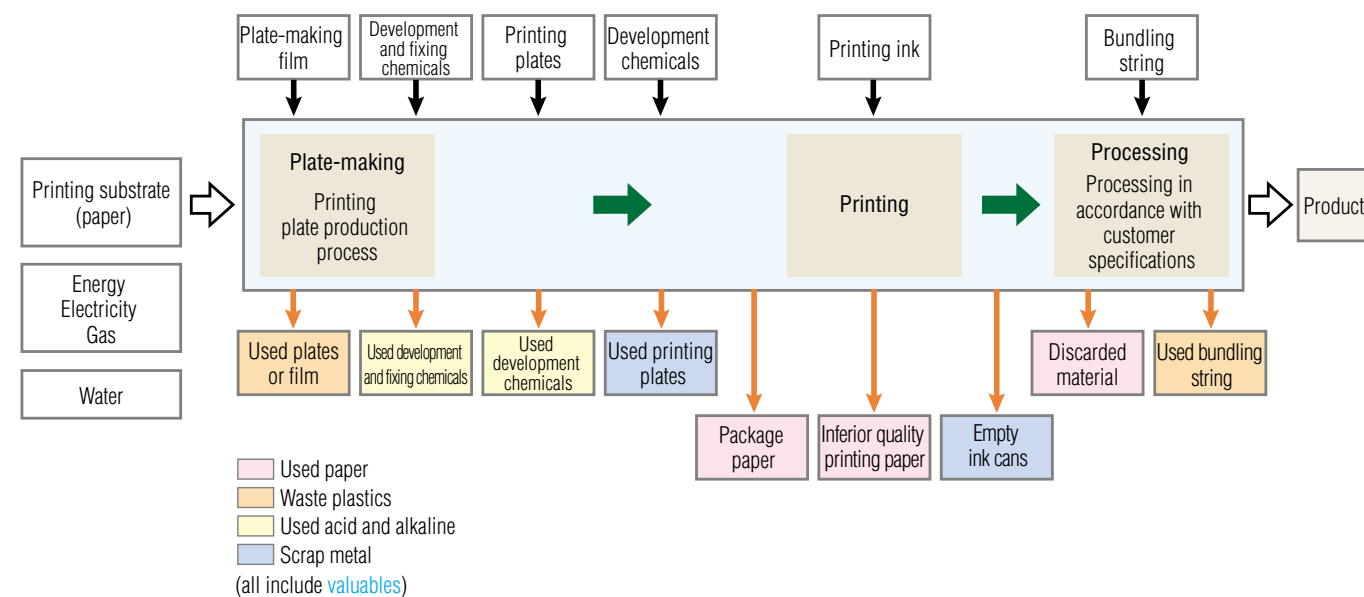 Plate-making
film
Development
and fixing
chemicals
Printing
plates
Development
chemicals
Printing ink
Bundling
string
Printing substrate
(paper)
Energy
Electricity
Gas
Water
Plate-making
Printing
plate production
process
Printing
Processing
Processing in
accordance with
customer
specifications
Product
Used plates
or film
Used development
and fixing chemicals
Used
development
chemicals
Used printing
plates
Discarded
material
Used bundling
string
Package
paper
Inferior quality
printing paper
Empty
ink cans
Used paper
Waste plastics
Used acid and alkaline
Scrap metal
(all include valuables)